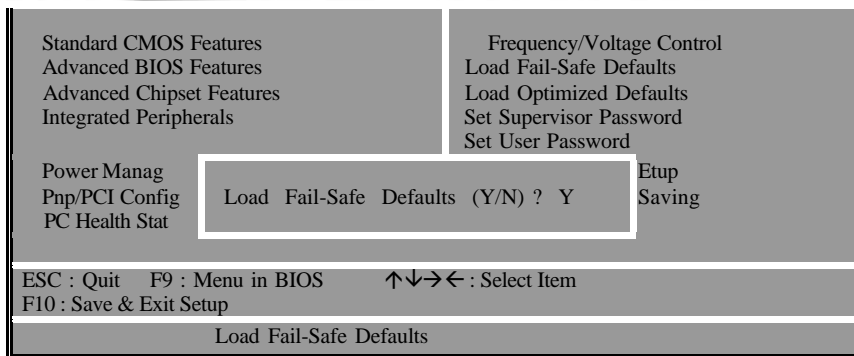 Standard CMOS Features
Advanced BIOS Features
Advanced Chipset Features
Integrated Peripherals
Power Manag
Pnp/PCI Config
PC Health Stat
Frequency/Voltage Control
Load Fail-Safe Defaults
Load Optimized Defaults
Set Supervisor Password
Set User Password
Etup
Saving
Load Fail-Safe Defaults (Y/N) ? Y
ESC : Quit F9 : Menu in BIOS ↑↓→← : Select Item
F10 : Save & Exit Setup
Load Fail-Safe Defaults